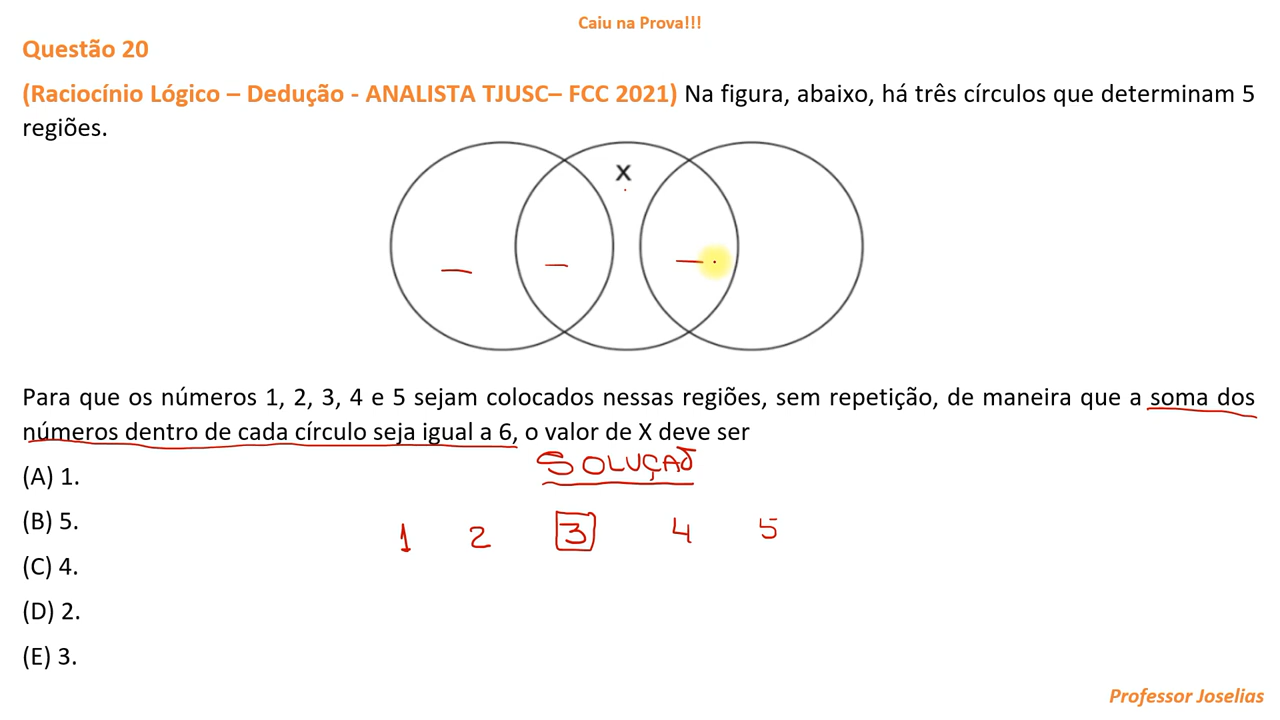 Caiu na Prova!!!
Questão 20
(Raciocínio Lógico – Dedução - ANALISTA TJUSC– FCC 2021) Na figura, abaixo, há três círculos que determinam 5
regiões.
X
Para que os números 1, 2, 3, 4 e 5 sejam colocados nessas regiões, sem repetição, de maneira que a soma dos
números dentro de cada círculo seja igual a 6, o valor de X deve ser
SOLUÇÃO
(A) 1.
(B) 5.
1 2 3 4 5
(C) 4.
(D) 2.
(E) 3.
Professor Joselias